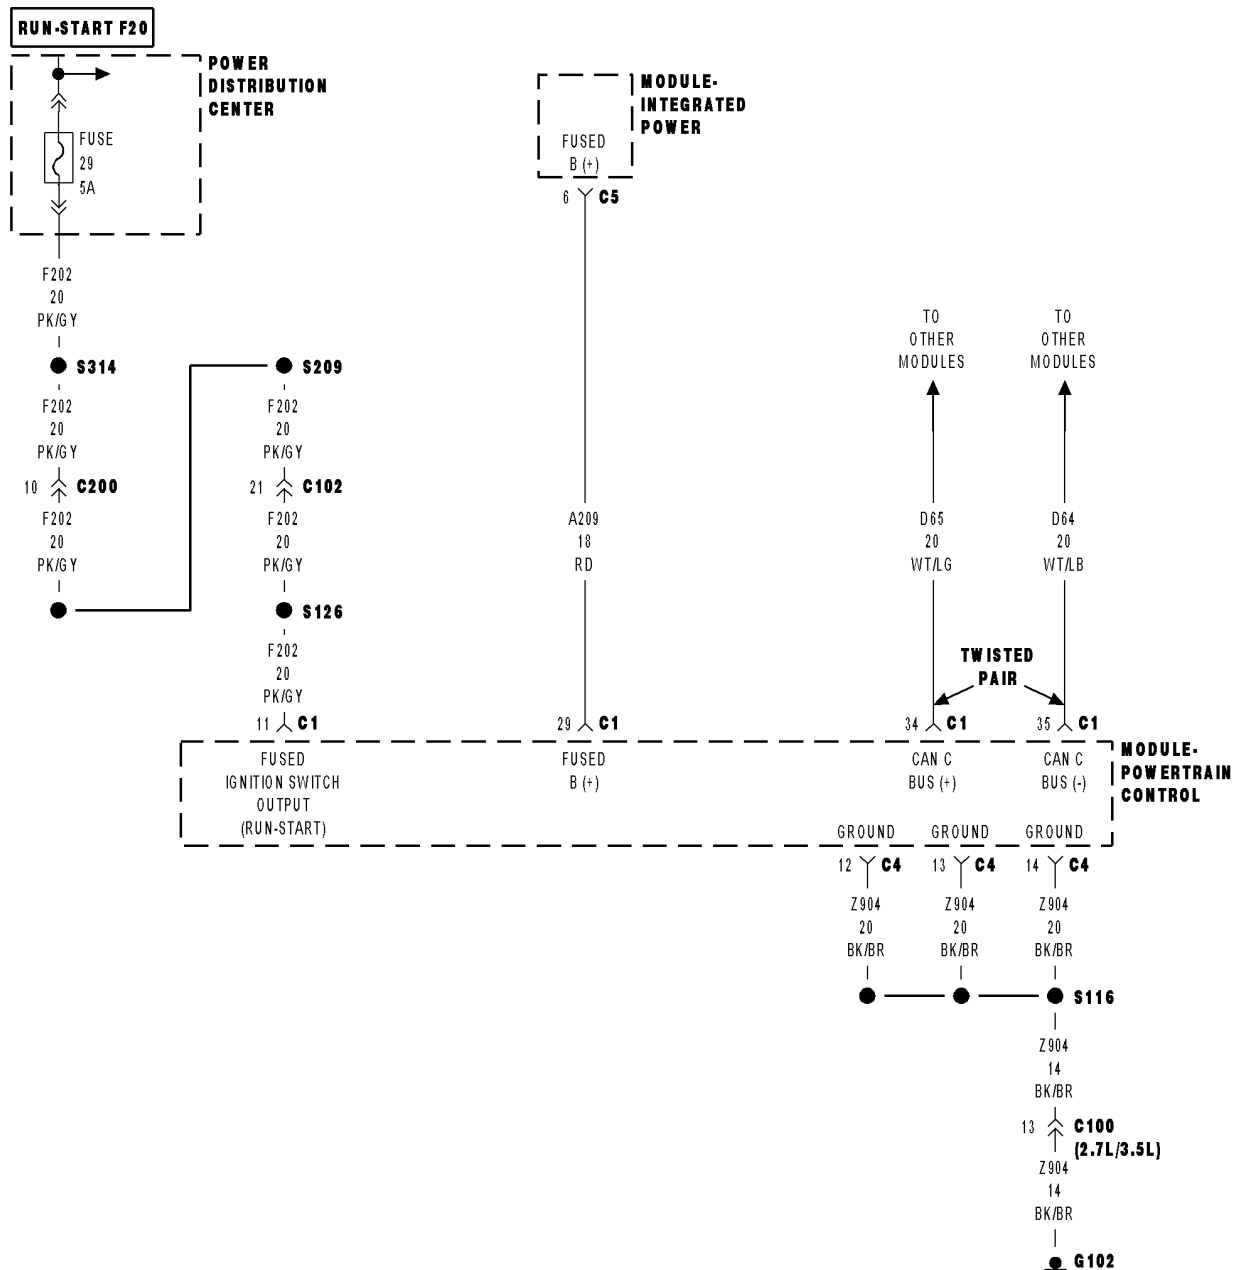 RUN-START F20
POWER
DISTRIBUTION
CENTER
FUSE
29
5A
MODULE-
INTEGRATED
POWER
FUSED
B (+)
6 C5
F202
20
PK/GY
S314
F202
20
PK/GY
10 C200
F202
20
PK/GY
S209
F202
20
PK/GY
21 C102
F202
20
PK/GY
S126
F202
20
PK/GY
11 C1
A209
18
RD
29 C1
TO
OTHER
MODULES
D65
20
WT/LG
34 C1
TO
OTHER
MODULES
D64
20
WT/LB
35 C1
TWISTED
PAIR
FUSED
IGNITION SWITCH
OUTPUT
(RUN-START)
FUSED
B (+)
CAN C
BUS (+)
CAN C
BUS (-)
MODULE-
POWERTRAIN
CONTROL
GROUND
GROUND
GROUND
12 C4
13 C4
14 C4
Z904
20
BK/BR
Z904
20
BK/BR
Z904
20
BK/BR
S116
Z904
14
BK/BR
13 C100
(2.7L/3.5L)
Z904
14
BK/BR
G102